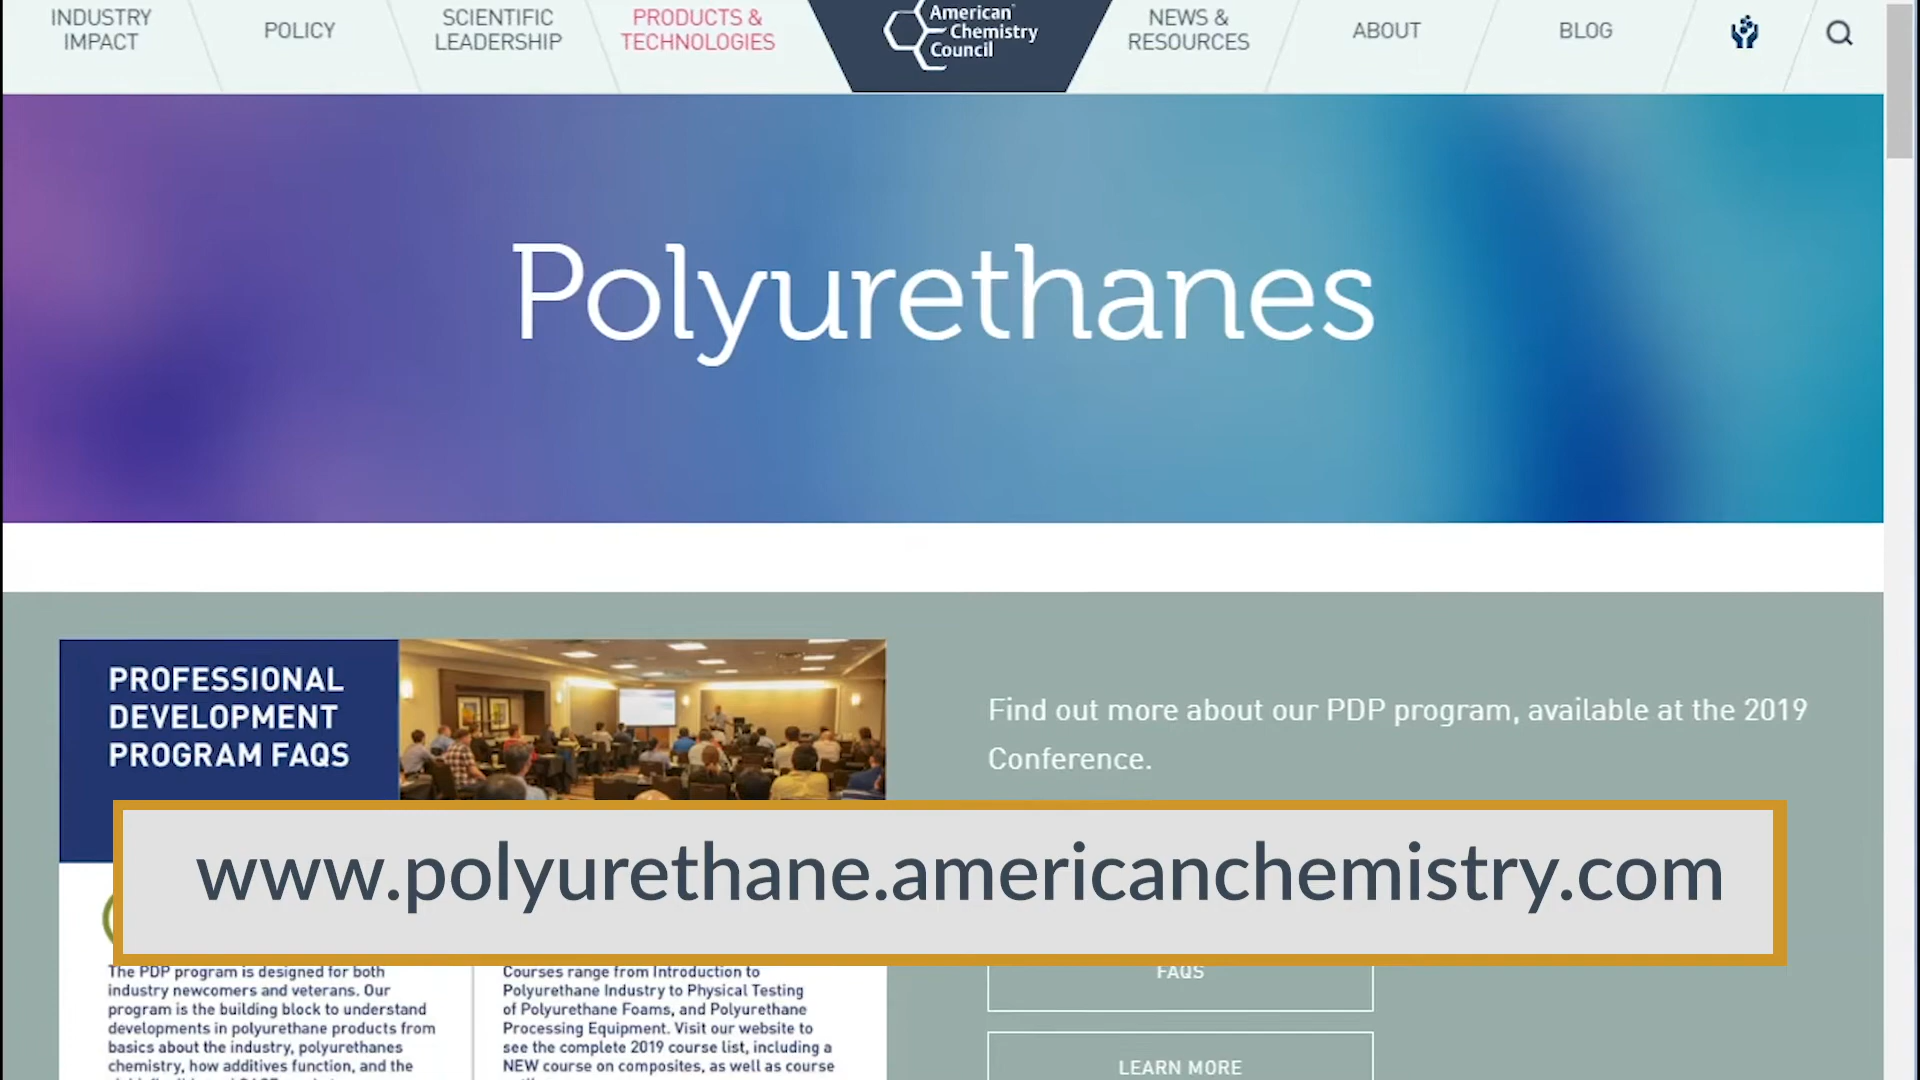 INDUSTRY
IMPACT
POLICY
SCIENTIFIC
LEADERSHIP
PRODUCTS &
TECHNOLOGIES
American
Chemistry
Council
NEWS &
RESOURCES
ABOUT
BLOG
Polyurethanes
PROFESSIONAL
DEVELOPMENT
PROGRAM FAQS
Find out more about our PDP program, available at the 2019
Conference.
www.polyurethane.americanchemistry.com
The PDP program is designed for both
industry newcomers and veterans. Our
program is the building block to understand
developments in polyurethane products from
basics about the industry, polyurethanes
chemistry, how additives function, and the
Courses range from Introduction to
Polyurethane Industry to Physical Testing
of Polyurethane Foams, and Polyurethane
Processing Equipment. Visit our website to
see the complete 2019 course list, including a
NEW course on composites, as well as course
FAQS
LEARN MORE